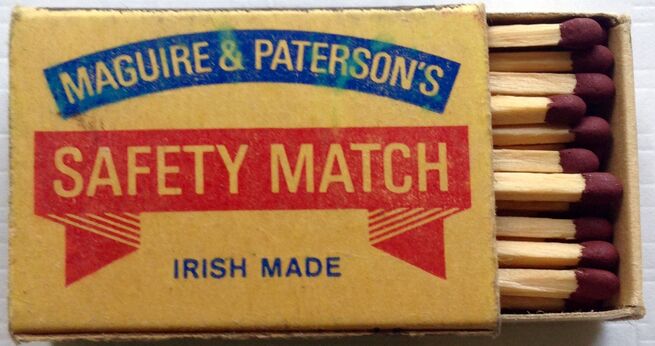 MAGUIRE & PATERSON'S
SAFETY MATCH
IRISH MADE